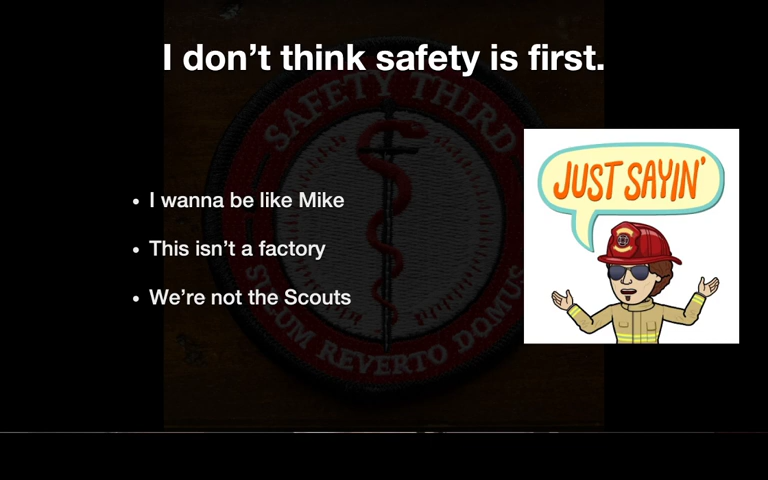 I don’t think safety is first.
SAFETY THIRD
JUST SAYIN'
• I wanna be like Mike
• This isn’t a factory
• We’re not the Scouts
REVERTO DOMUS